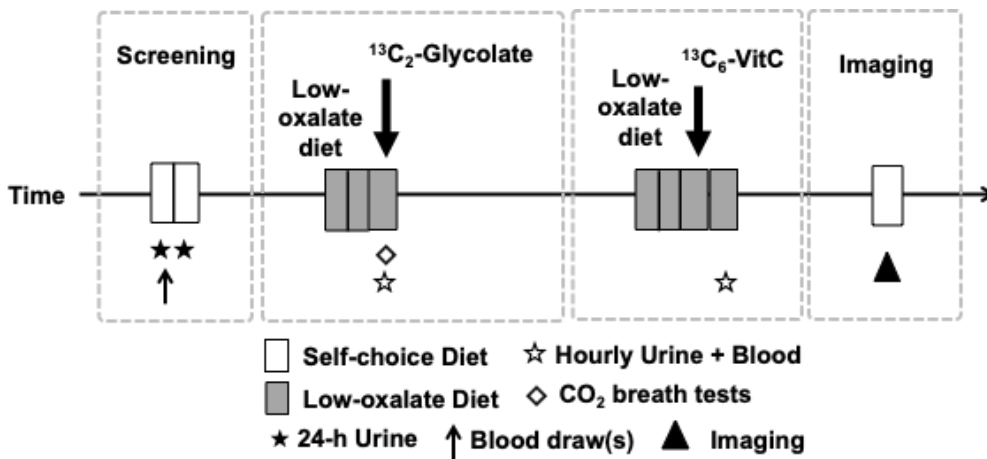 Screening
¹³C₂-Glycolate
Low-
oxalate
diet
¹³C₆-VitC
Low-
oxalate
diet
Imaging
Time
Self-choice Diet
Hourly Urine + Blood
Low-oxalate Diet
CO₂ breath tests
24-h Urine
Blood draw(s)
Imaging